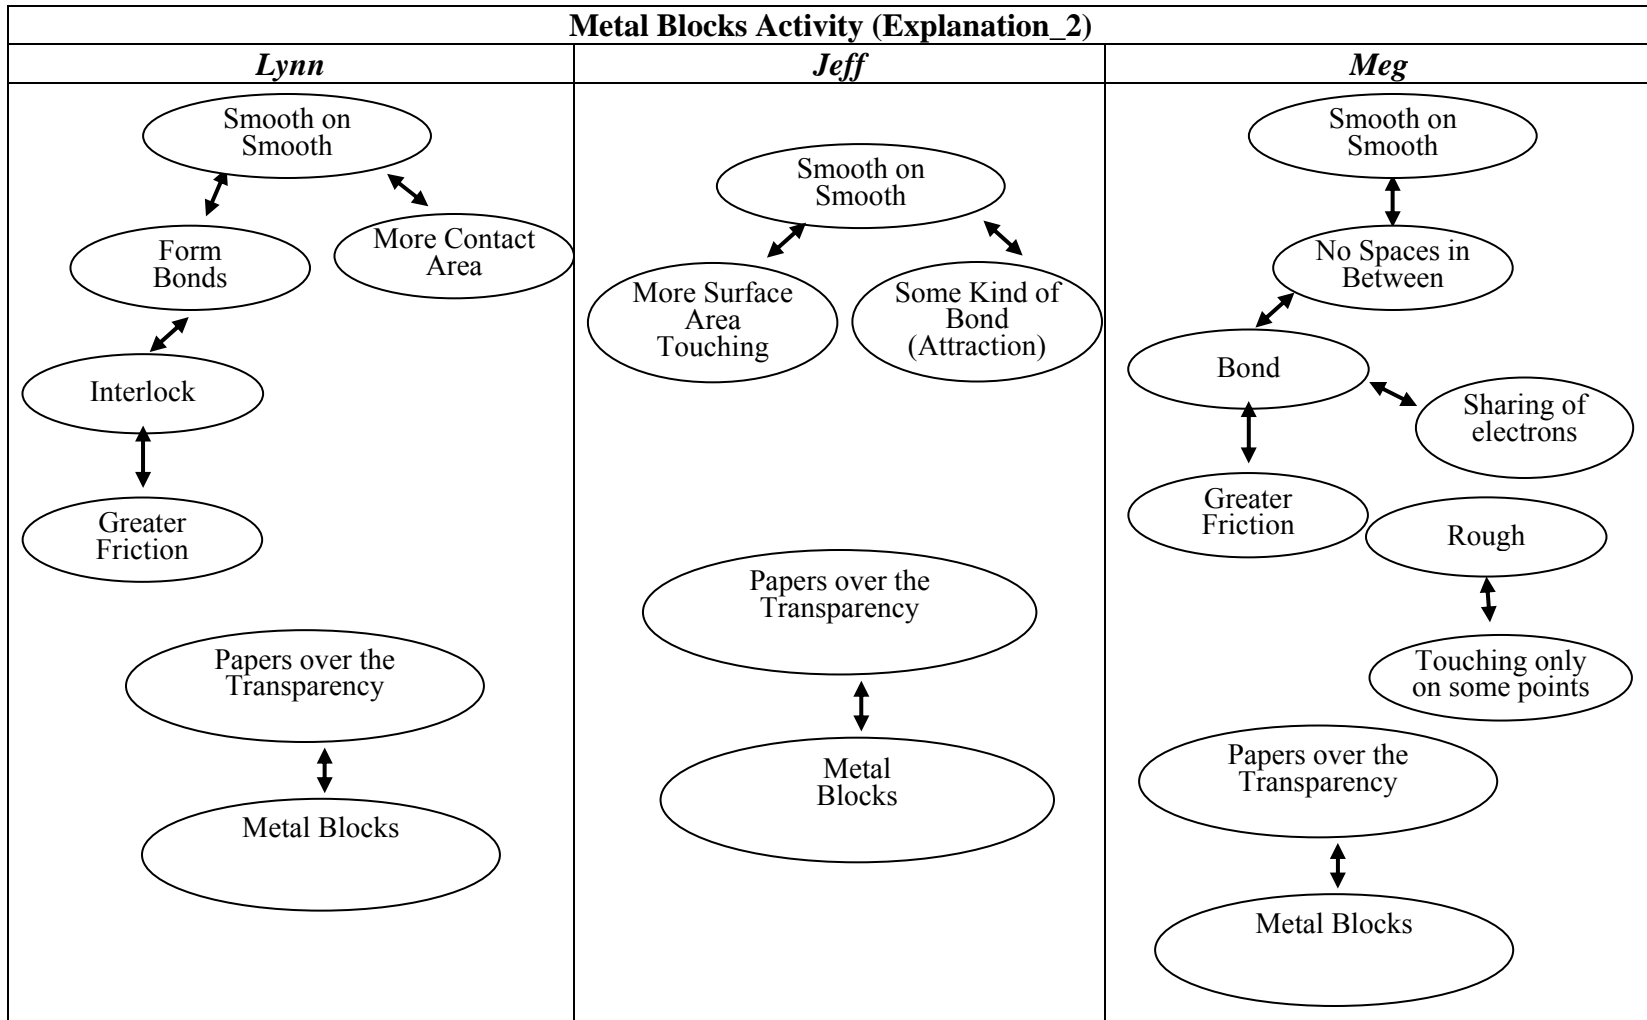 Metal Blocks Activity (Explanation_2)
Lynn
Jeff
Meg
Smooth on
Smooth
Form
Bonds
More Contact
Area
Interlock
Greater
Friction
Papers over the
Transparency
Metal Blocks
Smooth on
Smooth
More Surface
Area
Touching
Some Kind of
Bond
(Attraction)
Papers over the
Transparency
Metal
Blocks
Smooth on
Smooth
No Spaces in
Between
Bond
Sharing of
electrons
Greater
Friction
Rough
Touching only
on some points
Papers over the
Transparency
Metal Blocks